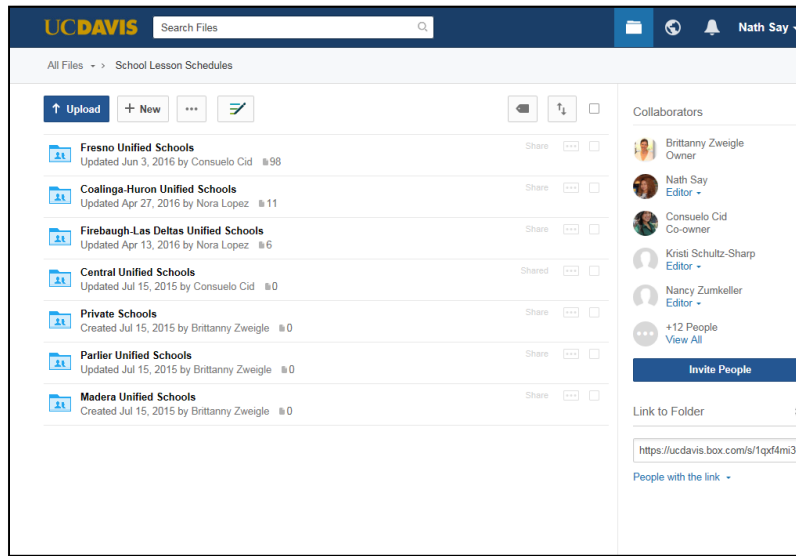 UCDAVIS Search Files Nath Say
All Files > School Lesson Schedules
Upload + New
Collaborators
Fresno Unified Schools Share
Updated Jun 3, 2016 by Consuelo Cid 98
Coalinga-Huron Unified Schools Share
Updated Apr 27, 2016 by Nora Lopez 11
Firebaugh-Las Deltas Unified Schools Share
Updated Apr 13, 2016 by Nora Lopez 6
Central Unified Schools Shared
Updated Jul 15, 2015 by Consuelo Cid 0
Private Schools Share
Created Jul 15, 2015 by Brittanny Zweigle 0
Parlier Unified Schools Share
Updated Jul 15, 2015 by Brittanny Zweigle 0
Madera Unified Schools Share
Created Jul 15, 2015 by Brittanny Zweigle 0
Brittanny Zweigle
Owner
Nath Say
Editor
Consuelo Cid
Co-owner
Kristi Schultz-Sharp
Editor
Nancy Zumkeller
Editor
+12 People
View All
Invite People
Link to Folder
https://ucdavis.box.com/s/1qxf4mi3
People with the link